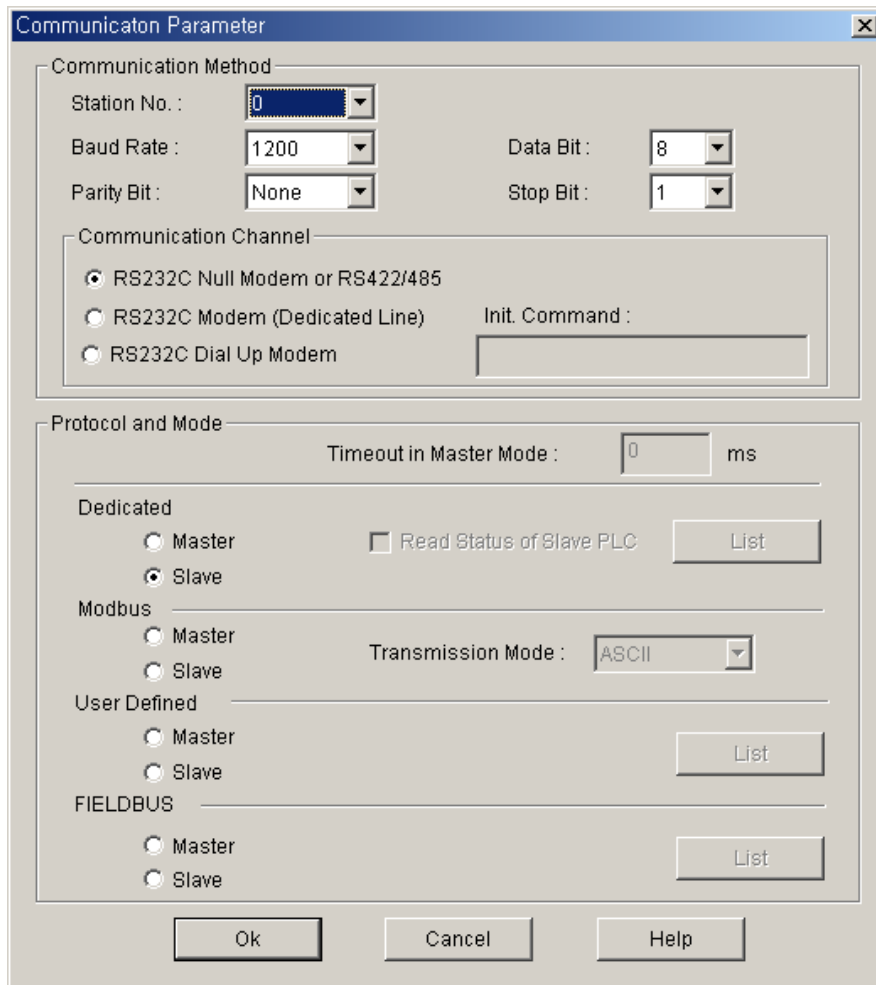 Communicaton Parameter
Communication Method
Station No. : 0
Baud Rate : 1200 Data Bit : 8
Parity Bit : None Stop Bit : 1
Communication Channel
RS232C Null Modem or RS422/485
RS232C Modem (Dedicated Line) Init. Command :
RS232C Dial Up Modem
Protocol and Mode
Timeout in Master Mode : 0 ms
Dedicated
Master Read Status of Slave PLC List
Slave
Modbus
Master
Transmission Mode : ASCII
Slave
User Defined
Master
List
Slave
FIELDBUS
Master
List
Slave
Ok Cancel Help